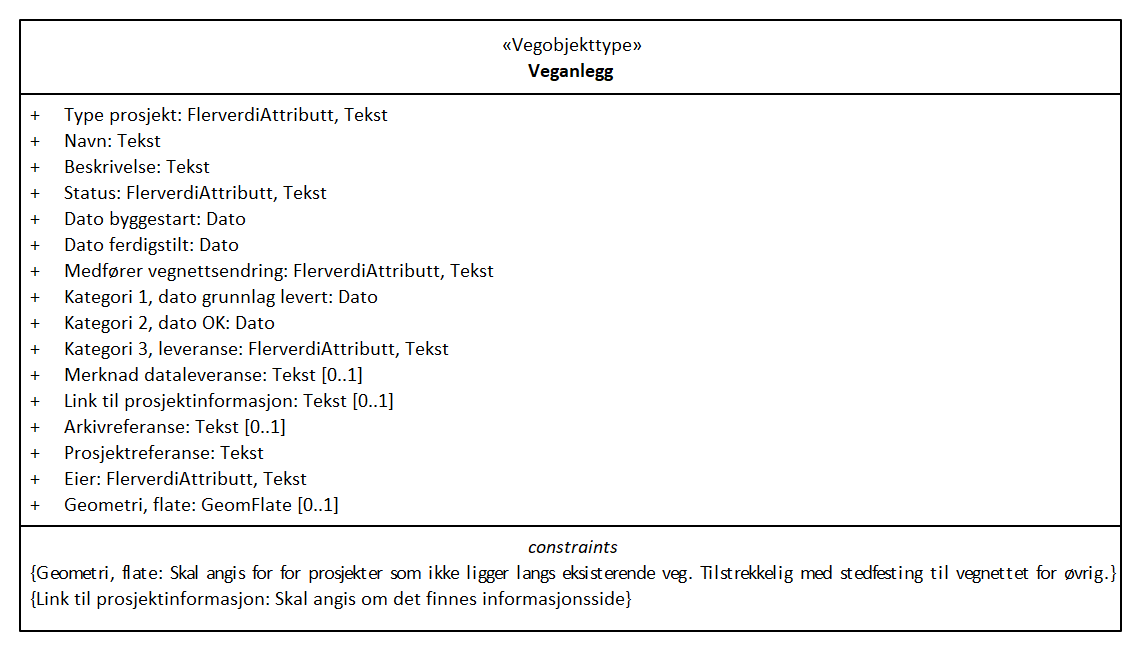 «Vegobjekttype»
Veganlegg
+ Type prosjekt: FlerverdiAttributt, Tekst
+ Navn: Tekst
+ Beskrivelse: Tekst
+ Status: FlerverdiAttributt, Tekst
+ Dato byggestart: Dato
+ Dato ferdigstilt: Dato
+ Medfører vegnettsendring: FlerverdiAttributt, Tekst
+ Kategori 1, dato grunnlag levert: Dato
+ Kategori 2, dato OK: Dato
+ Kategori 3, leveranse: FlerverdiAttributt, Tekst
+ Merknad dataleveranse: Tekst [0..1]
+ Link til prosjektinformasjon: Tekst [0..1]
+ Arkivreferanse: Tekst [0..1]
+ Prosjektreferanse: Tekst
+ Eier: FlerverdiAttributt, Tekst
+ Geometri, flate: GeomFlate [0..1]
constraints
{Geometri, flate: Skal angis for for prosjekter som ikke ligger langs eksisterende veg. Tilstrekkelig med stedfesting til vegnettet for øvrig.}
{Link til prosjektinformasjon: Skal angis om det finnes informasjonsside}